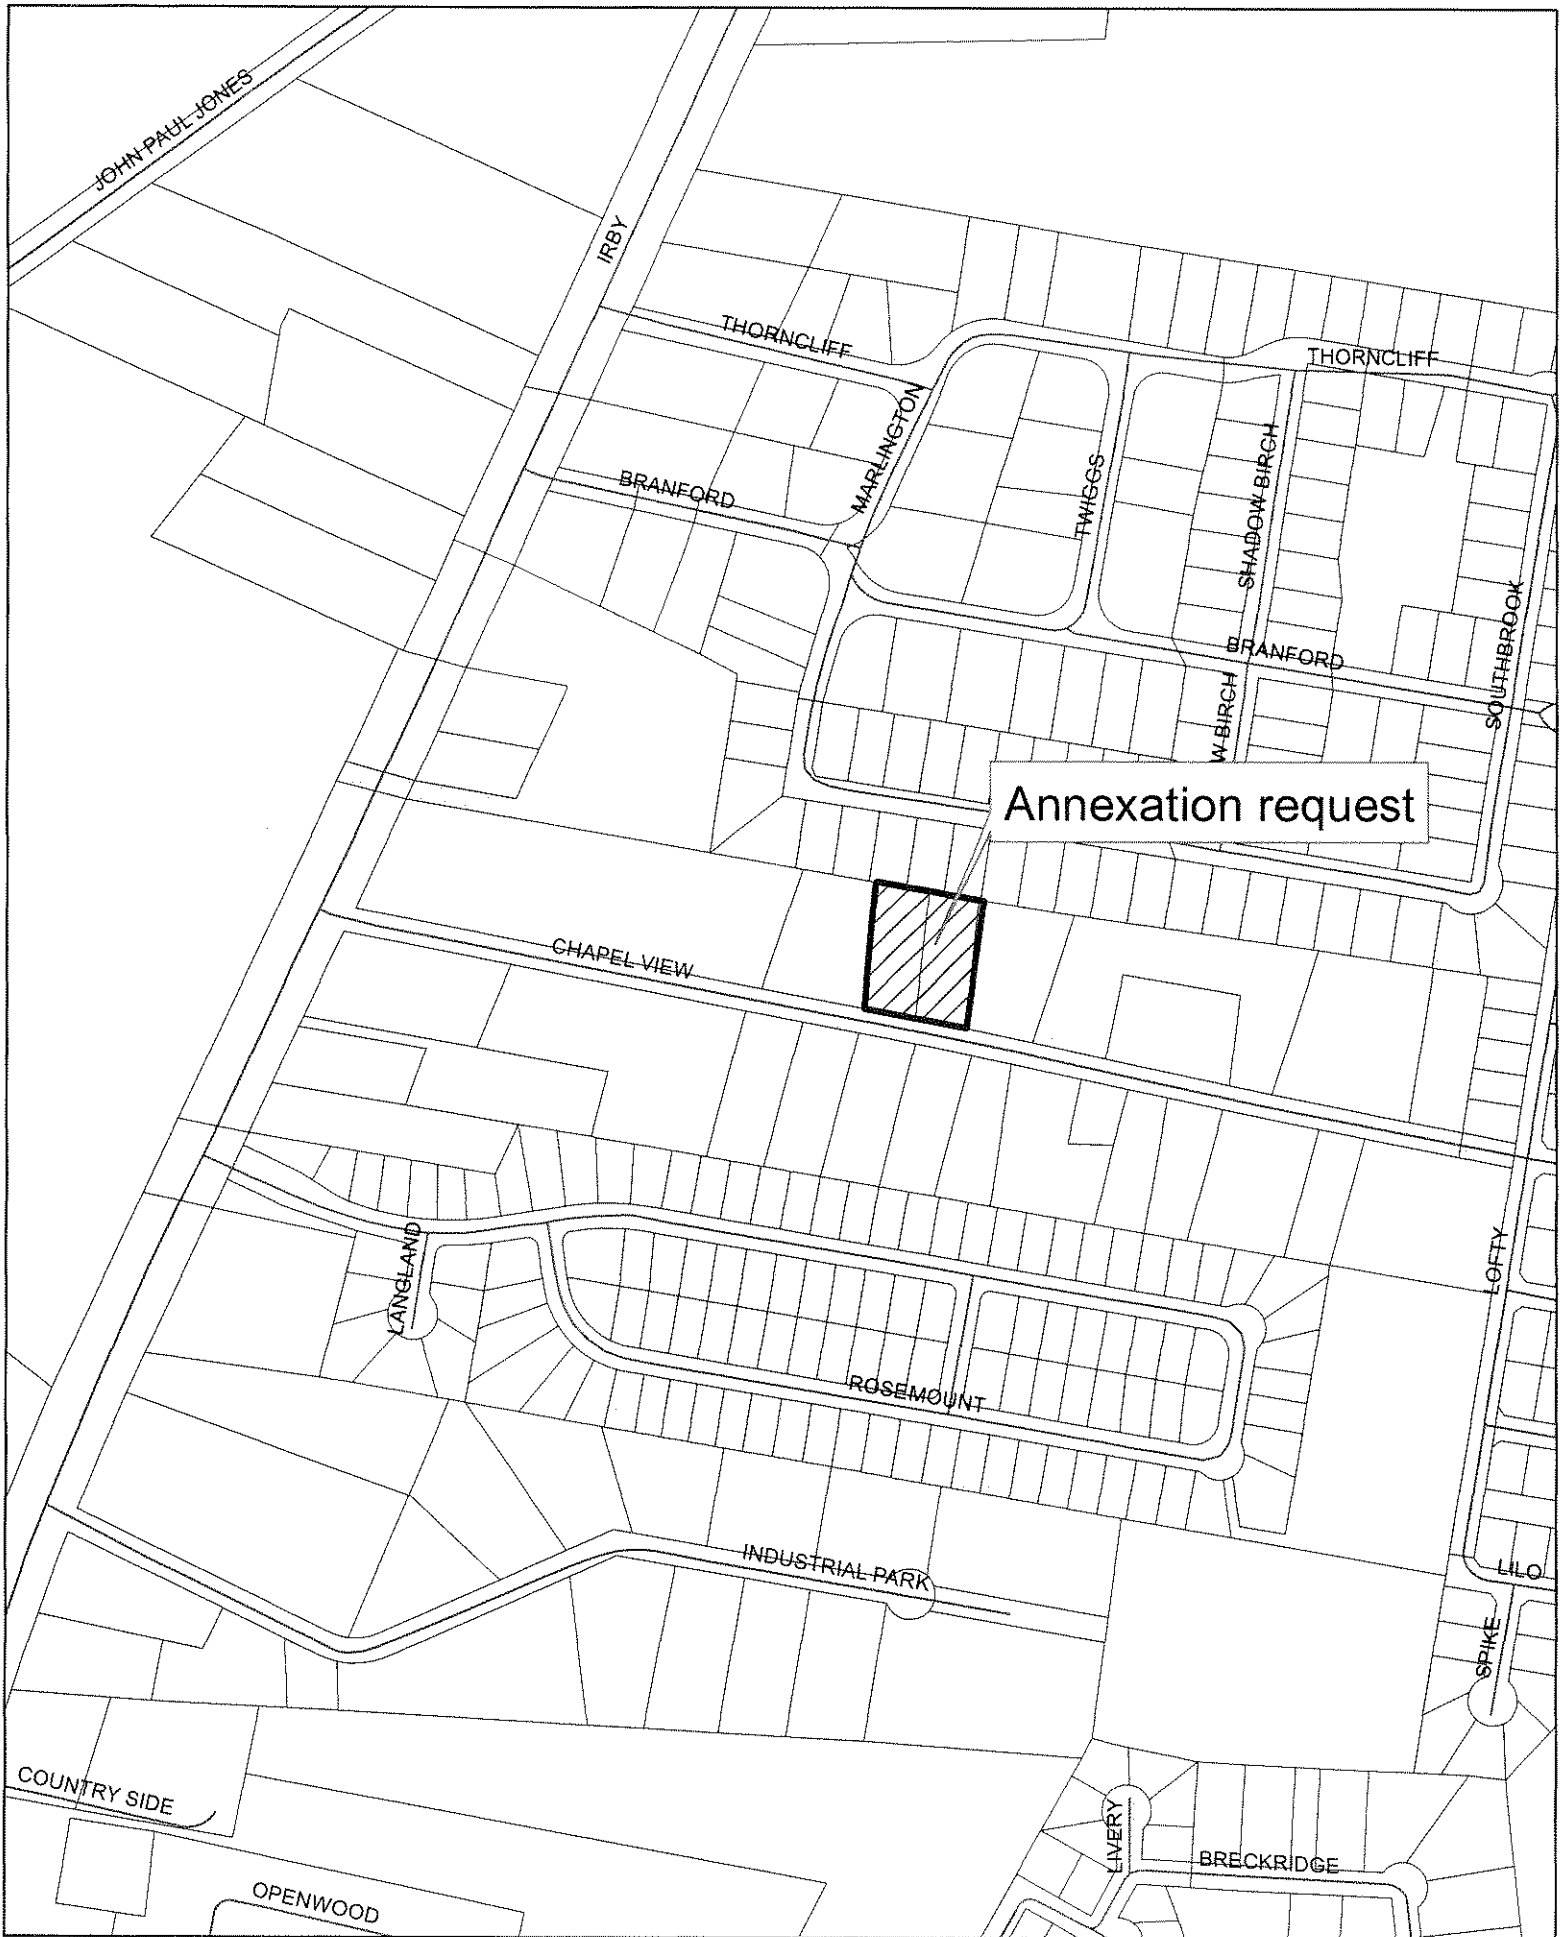 JOHN PAUL JONES
IRBY
THORNCLIFF
THORNCLIFF
MARLINGTON
BRANFORD
TWIGGS
SHADOW BIRCH
BRANFORD
SOUTHBROOK
W BIRCH
Annexation request
CHAPEL VIEW
LANGLAND
LOFTY
ROSEMOUNT
INDUSTRIAL PARK
LILO
SPIKE
COUNTRY SIDE
LIVERY
BRECKRIDGE
OPENWOOD